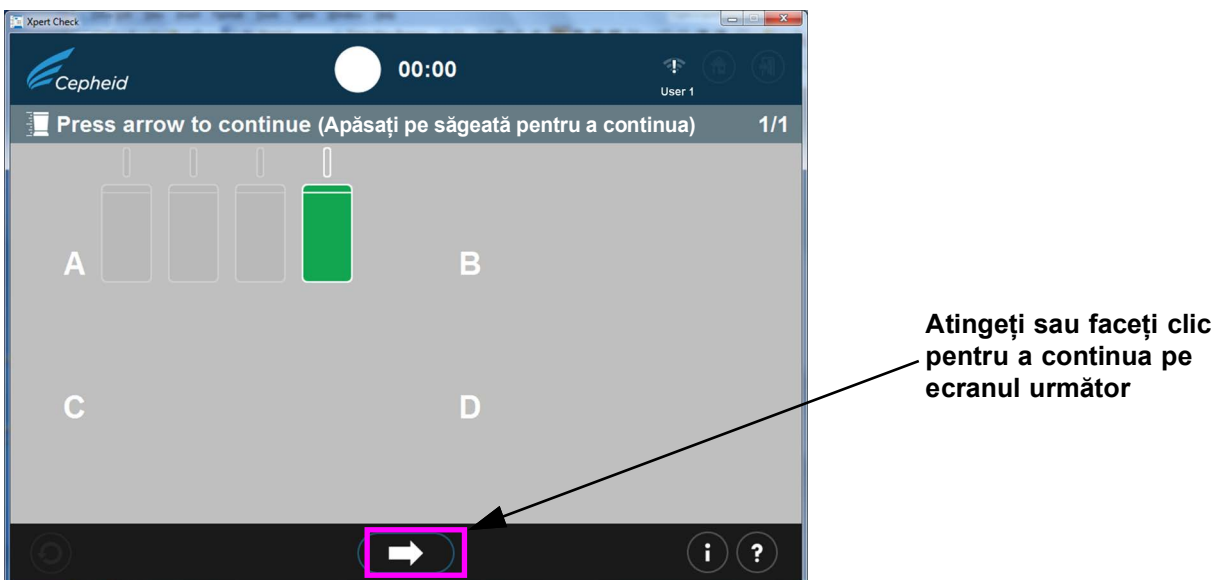 Xpert Check
Cepheid
00:00
User 1
Press arrow to continue (Apăsați pe săgeată pentru a continua) 1/1
A
B
C
D
i ?
Atingeți sau faceți clic
pentru a continua pe
ecranul următor